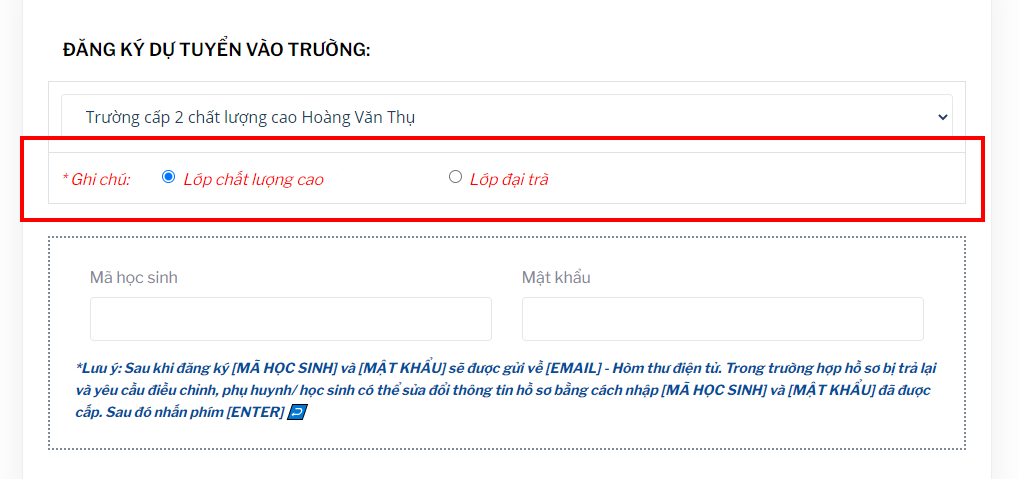 ĐĂNG KÝ DỰ TUYỂN VÀO TRƯỜNG:
Trường cấp 2 chất lượng cao Hoàng Văn Thụ
* Ghi chú: Lớp chất lượng cao Lớp đại trà
Mã học sinh Mật khẩu
*Lưu ý: Sau khi đăng ký [MÃ HỌC SINH] và [MẬT KHẨU] sẽ được gửi về [EMAIL] - Hòm thư điện tử. Trong trường hợp hồ sơ bị trả lại
và yêu cầu điều chỉnh, phụ huynh/ học sinh có thể sửa đổi thông tin hồ sơ bằng cách nhập [MÃ HỌC SINH] và [MẬT KHẨU] đã được
cấp. Sau đó nhấn phím [ENTER]